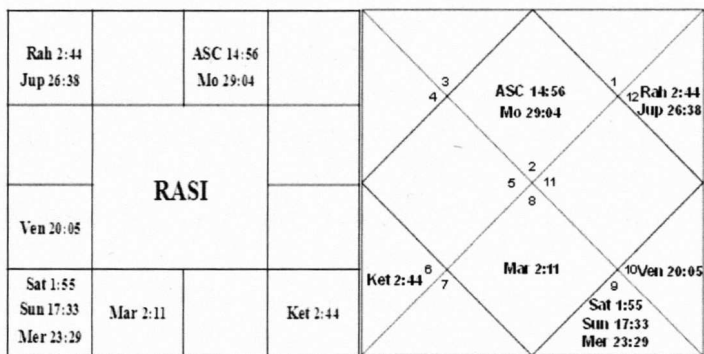 Rah 2:44
Jup 26:38
ASC 14:56
Mo 29:04
RASI
Ven 20:05
Sat 1:55
Sun 17:33
Mer 23:29
Mar 2:11
Ket 2:44
3
4
ASC 14:56
Mo 29:04
1
12
Rah 2:44
Jup 26:38
2
5 11
8
Ket 2:44
6
7
Mar 2:11
10
9
Ven 20:05
Sat 1:55
Sun 17:33
Mer 23:29